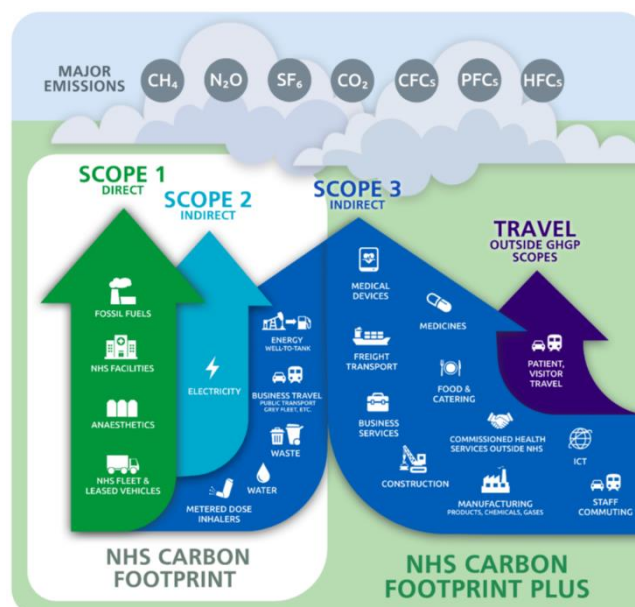 MAJOR
EMISSIONS
CH₄
N₂O
SF₆
CO₂
CFCs
PFCs
HFCs
SCOPE 1
DIRECT
SCOPE 2
INDIRECT
SCOPE 3
INDIRECT
TRAVEL
OUTSIDE GHGP
SCOPES
FOSSIL FUELS
NHS FACILITIES
ANAESTHETICS
NHS FLEET &
LEASED VEHICLES
ELECTRICITY
ENERGY
WELL-TO-TANK
BUSINESS TRAVEL
PUBLIC TRANSPORT
GREY FLEET, ETC.
WASTE
WATER
METERED DOSE
INHALERS
MEDICAL
DEVICES
MEDICINES
FREIGHT
TRANSPORT
FOOD &
CATERING
BUSINESS
SERVICES
COMMISSIONED HEALTH
SERVICES OUTSIDE NHS
CONSTRUCTION
MANUFACTURING
PRODUCTS, CHEMICALS, GASES
ICT
STAFF
COMMUTING
PATIENT,
VISITOR
TRAVEL
NHS CARBON
FOOTPRINT
NHS CARBON
FOOTPRINT PLUS